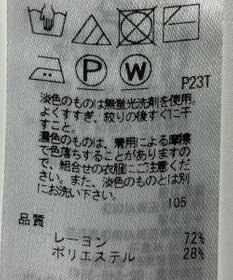 P W
P23T
淡色のものは無蛍光洗剤を使用。
よくすすぎ、絞りの後すぐに干
すこと。
濃色のものは、着用による摩擦
で色落ちすることがありますの
で、組合せの衣服にご注意くだ
さい。また、淡色のものとは別
にお洗い下さい。
105
品質
レーヨン 72%
ポリエステル 28%